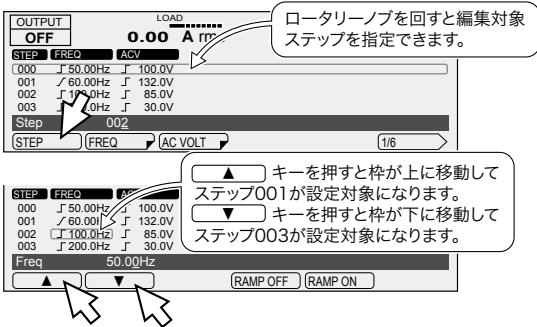 OUTPUT
OFF
LOAD
0.00 A
ロータリーノブを回すと編集対象
ステップを指定できます。
STEP FREQ ACV
000 50.00Hz 100.0V
001 60.00Hz 132.0V
002 100.0Hz 85.0V
003 30.0V
Step 002
STEP FREQ AC VOLT 1/6
▲ キーを押すと枠が上に移動して
ステップ001が設定対象になります。
▼ キーを押すと枠が下に移動して
ステップ003が設定対象になります。
STEP FREQ
000 50.00Hz 100.0V
001 132.0V
002 100.0Hz 85.0V
003 200.0Hz 30.0V
Freq 50.00Hz
▲ ▼ RAMP OFF RAMP ON